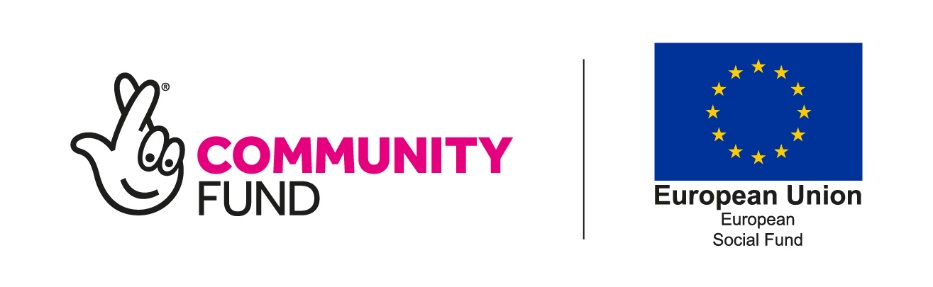 ®
COMMUNITY
FUND
European Union
European
Social Fund